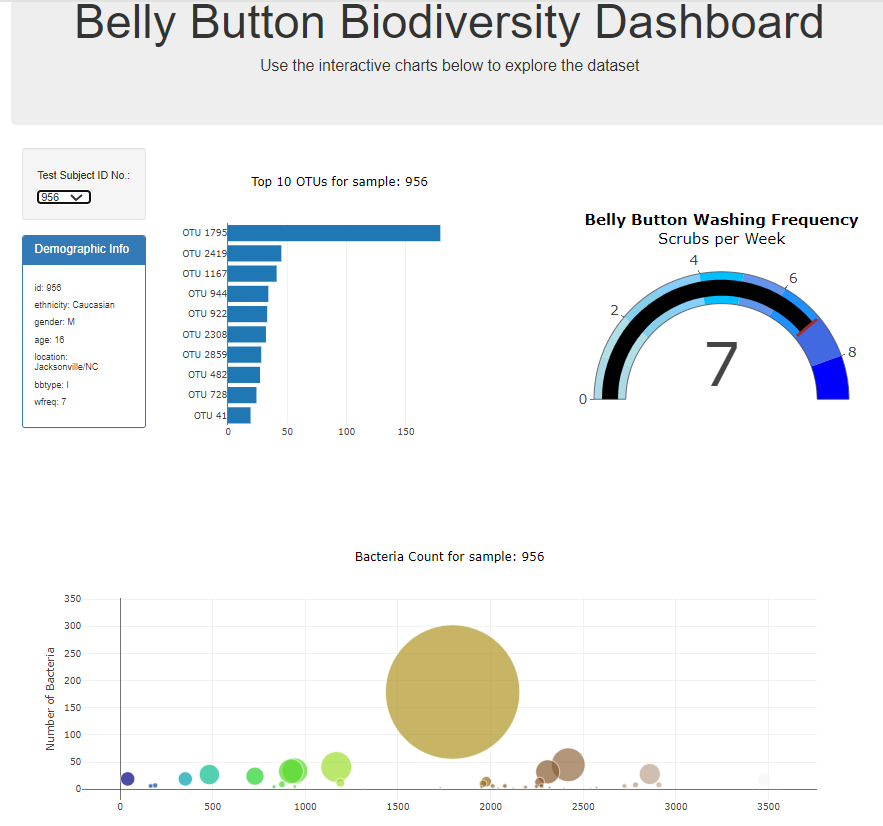 Belly Button Biodiversity Dashboard
Use the interactive charts below to explore the dataset
Test Subject ID No.:
956
Demographic Info
id: 956
ethnicity: Caucasian
gender: M
age: 16
location:
Jacksonville/NC
bbtype: I
wfreq: 7
Top 10 OTUs for sample: 956
OTU 1795
OTU 2419
OTU 1167
OTU 944
OTU 922
OTU 2308
OTU 2859
OTU 482
OTU 728
OTU 41
0 50 100 150
Belly Button Washing Frequency
Scrubs per Week
0
2
4
6
8
7
Bacteria Count for sample: 956
Number of Bacteria
350
300
250
200
150
100
50
0
0 500 1000 1500 2000 2500 3000 3500